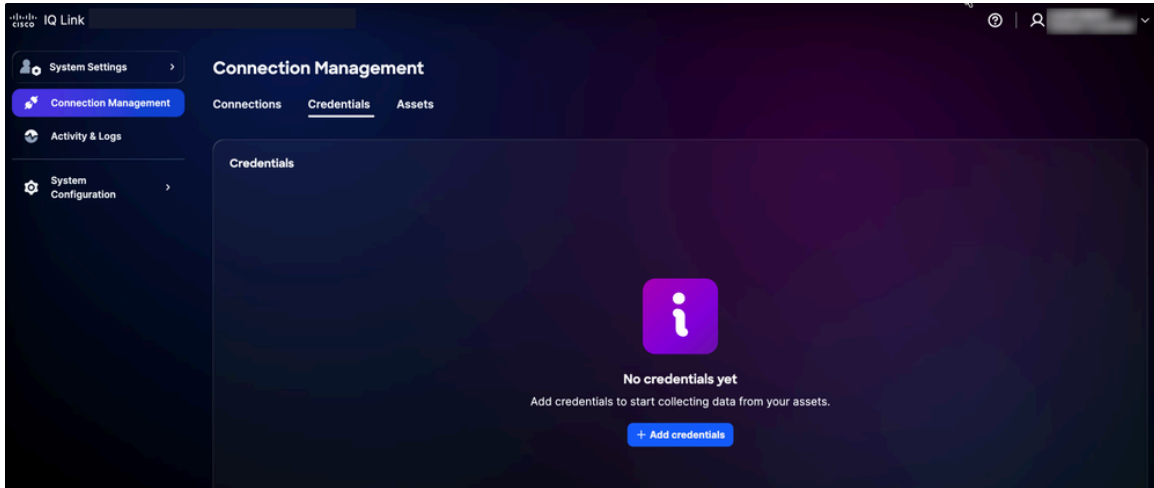 cisco IQ Link
System Settings
Connection Management
Activity & Logs
System
Configuration
Connection Management
Connections Credentials Assets
Credentials
No credentials yet
Add credentials to start collecting data from your assets.
+ Add credentials